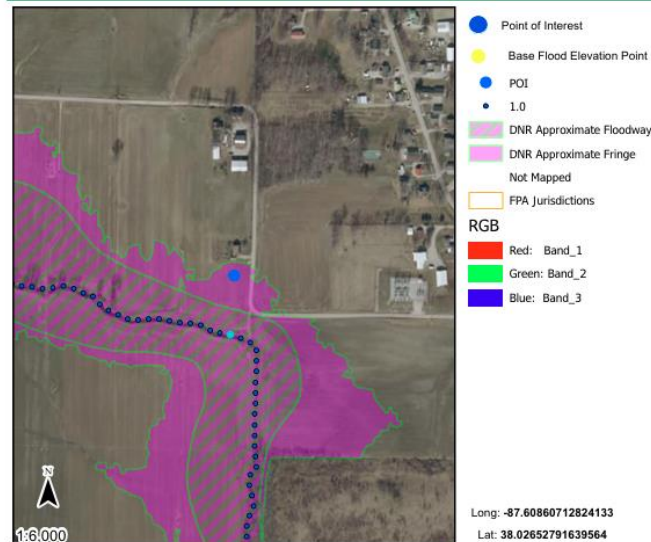 Point of Interest
Base Flood Elevation Point
POI
1.0
DNR Approximate Floodway
DNR Approximate Fringe
Not Mapped
FPA Jurisdictions
RGB
Red: Band_1
Green: Band_2
Blue: Band_3
N
1:6,000
Long: -87.60860712824133
Lat: 38.02652791639564